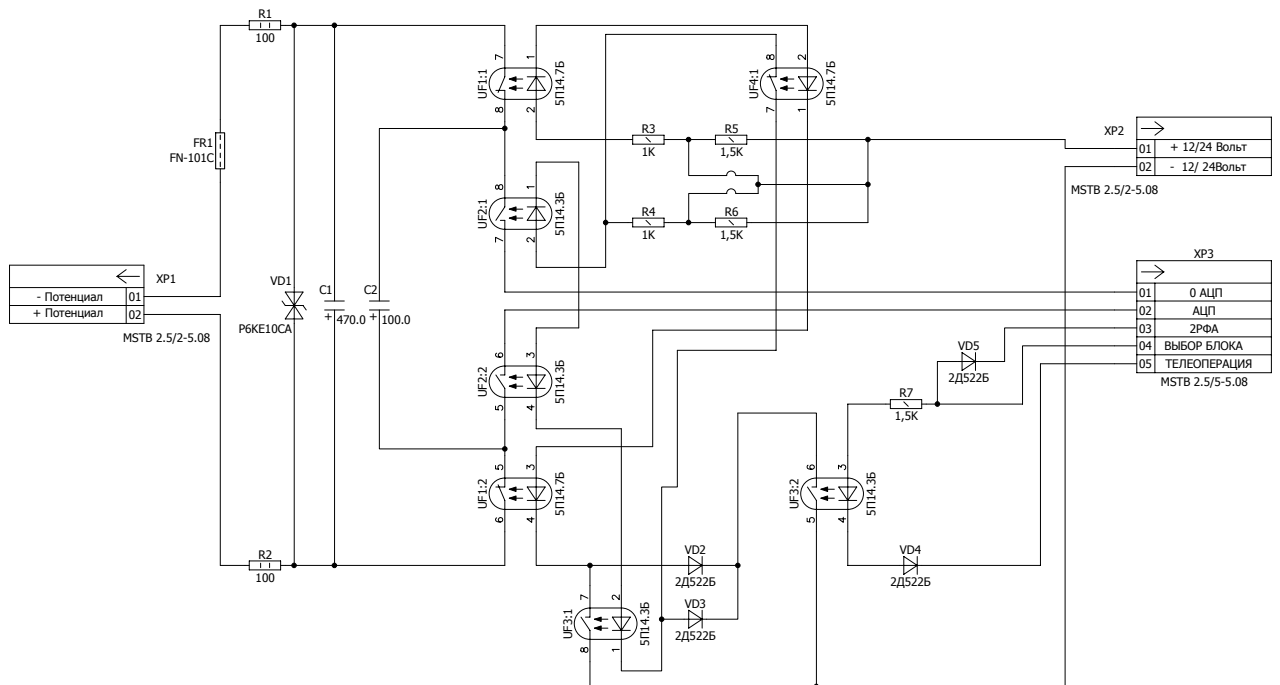 R1
100
FR1
FN-101C
VD1
P6KE10CA
C1
+ 470.0
C2
+ 100.0
R2
100
XP1
- Потенциал 01
+ Потенциал 02
MSTB 2.5/2-5.08
UF1:1
7
8
1
2
5П14.7Б
UF2:1
8
7
1
2
5П14.3Б
UF4:1
8
7
2
1
5П14.7Б
R3
1K
R5
1,5K
R4
1K
R6
1,5K
XP2
01 + 12/24 Вольт
02 - 12/ 24Вольт
MSTB 2.5/2-5.08
XP3
01 0 АЦП
02 АЦП
03 2РФА
04 ВЫБОР БЛОКА
05 ТЕЛЕОПЕРАЦИЯ
MSTB 2.5/5-5.08
UF2:2
6
5
3
4
5П14.3Б
UF1:2
5
6
3
4
5П14.7Б
VD5
2Д522Б
R7
1,5K
UF3:2
6
5
3
4
5П14.3Б
VD4
2Д522Б
VD2
2Д522Б
VD3
2Д522Б
UF3:1
7
8
2
1
5П14.3Б